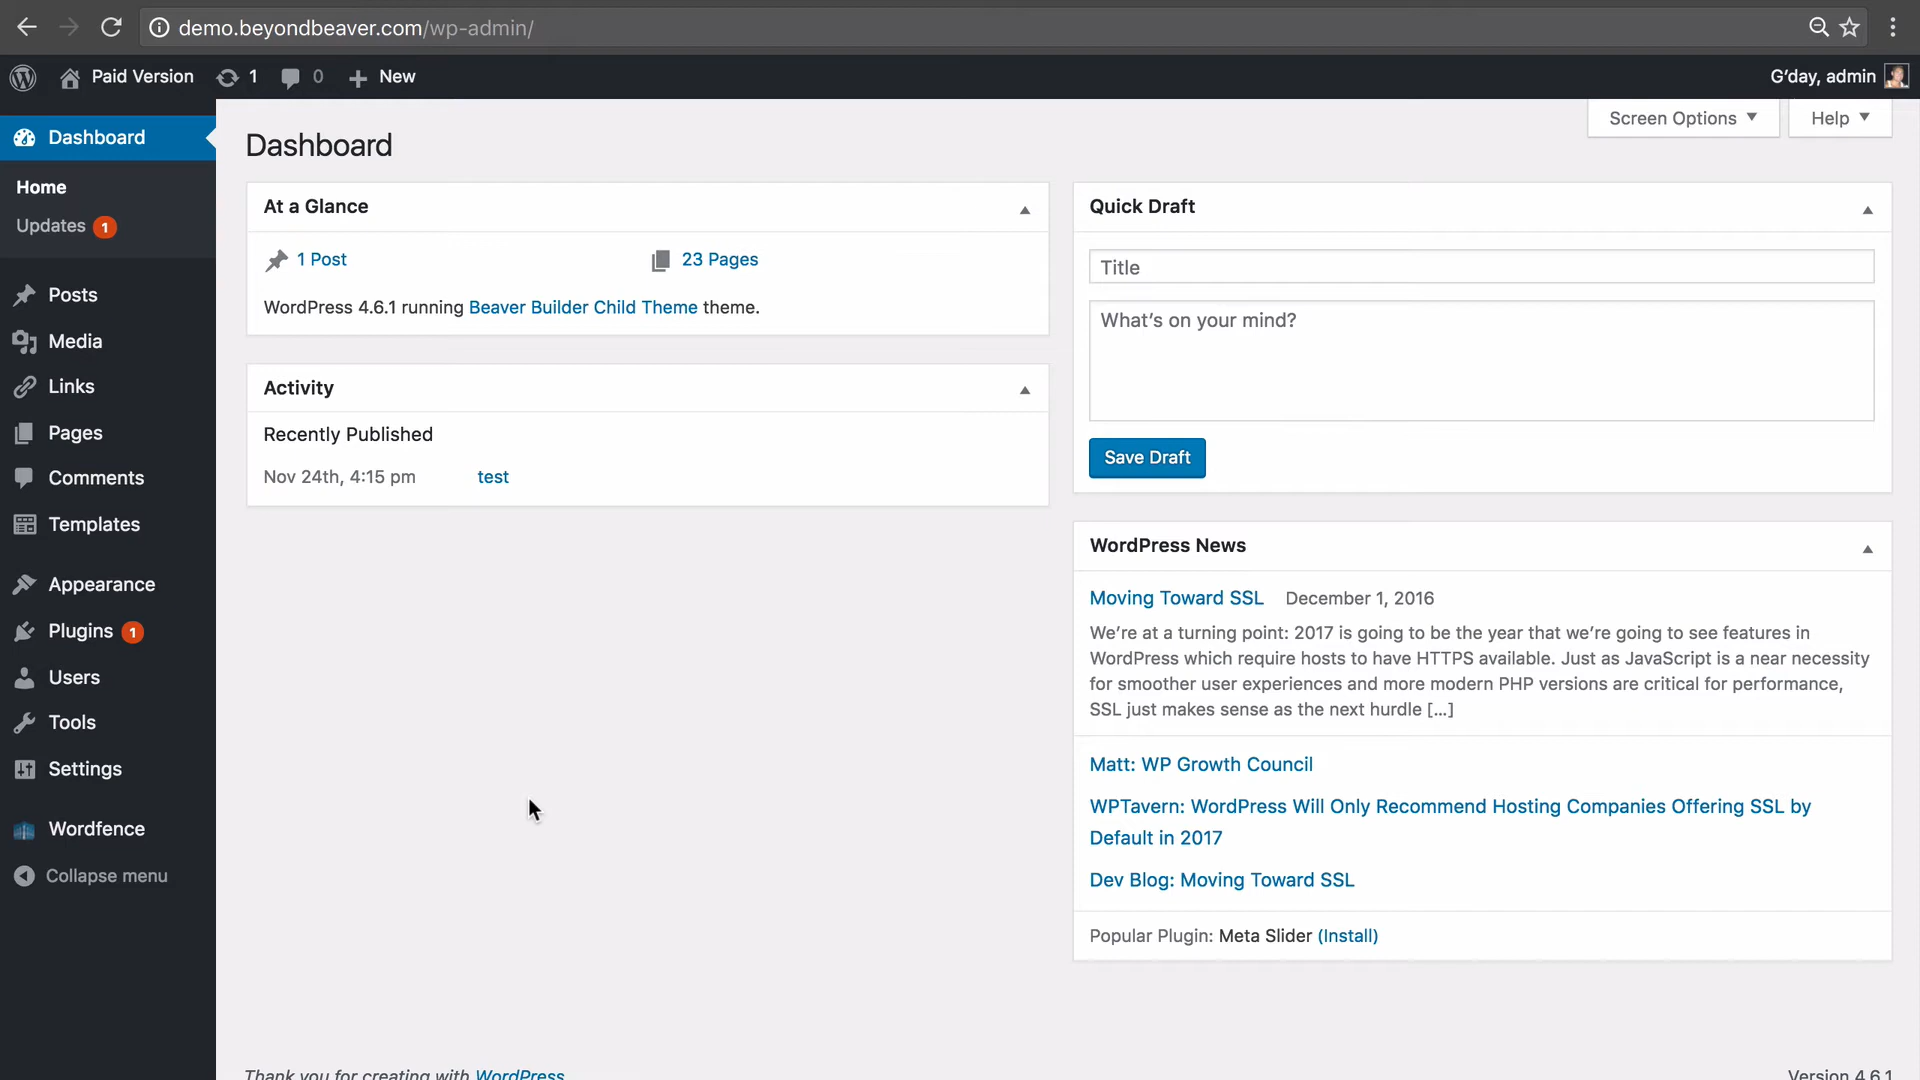 demo.beyondbeaver.com/wp-admin/
Paid Version
1
0
New
G'day, admin
Dashboard
Home
Updates 1
Posts
Media
Links
Pages
Comments
Templates
Appearance
Plugins 1
Users
Tools
Settings
Wordfence
Collapse menu
Screen Options
Help
Dashboard
At a Glance
1 Post
23 Pages
WordPress 4.6.1 running Beaver Builder Child Theme theme.
Activity
Recently Published
Nov 24th, 4:15 pm
test
Quick Draft
Title
What's on your mind?
Save Draft
WordPress News
Moving Toward SSL December 1, 2016
We're at a turning point: 2017 is going to be the year that we're going to see features in
WordPress which require hosts to have HTTPS available. Just as JavaScript is a near necessity
for smoother user experiences and more modern PHP versions are critical for performance,
SSL just makes sense as the next hurdle […]
Matt: WP Growth Council
WPTavern: WordPress Will Only Recommend Hosting Companies Offering SSL by
Default in 2017
Dev Blog: Moving Toward SSL
Popular Plugin: Meta Slider (Install)
Thank you for creating with WordPress
Version 4.6.1